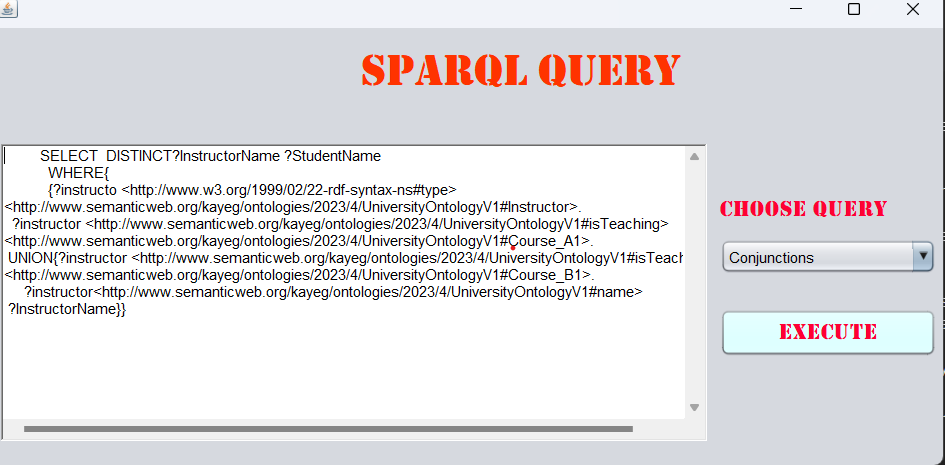 SPARQL QUERY
SELECT  DISTINCT?InstructorName ?StudentName
WHERE{
{?instructo <http://www.w3.org/1999/02/22-rdf-syntax-ns#type>
<http://www.semanticweb.org/kayeg/ontologies/2023/4/UniversityOntologyV1#Instructor>.
?instructor <http://www.semanticweb.org/kayeg/ontologies/2023/4/UniversityOntologyV1#isTeaching>
<http://www.semanticweb.org/kayeg/ontologies/2023/4/UniversityOntologyV1#Course_A1>.
UNION{?instructor <http://www.semanticweb.org/kayeg/ontologies/2023/4/UniversityOntologyV1#isTeach
<http://www.semanticweb.org/kayeg/ontologies/2023/4/UniversityOntologyV1#Course_B1>.
?instructor<http://www.semanticweb.org/kayeg/ontologies/2023/4/UniversityOntologyV1#name>
?InstructorName}}
CHOOSE QUERY
Conjunctions
EXECUTE